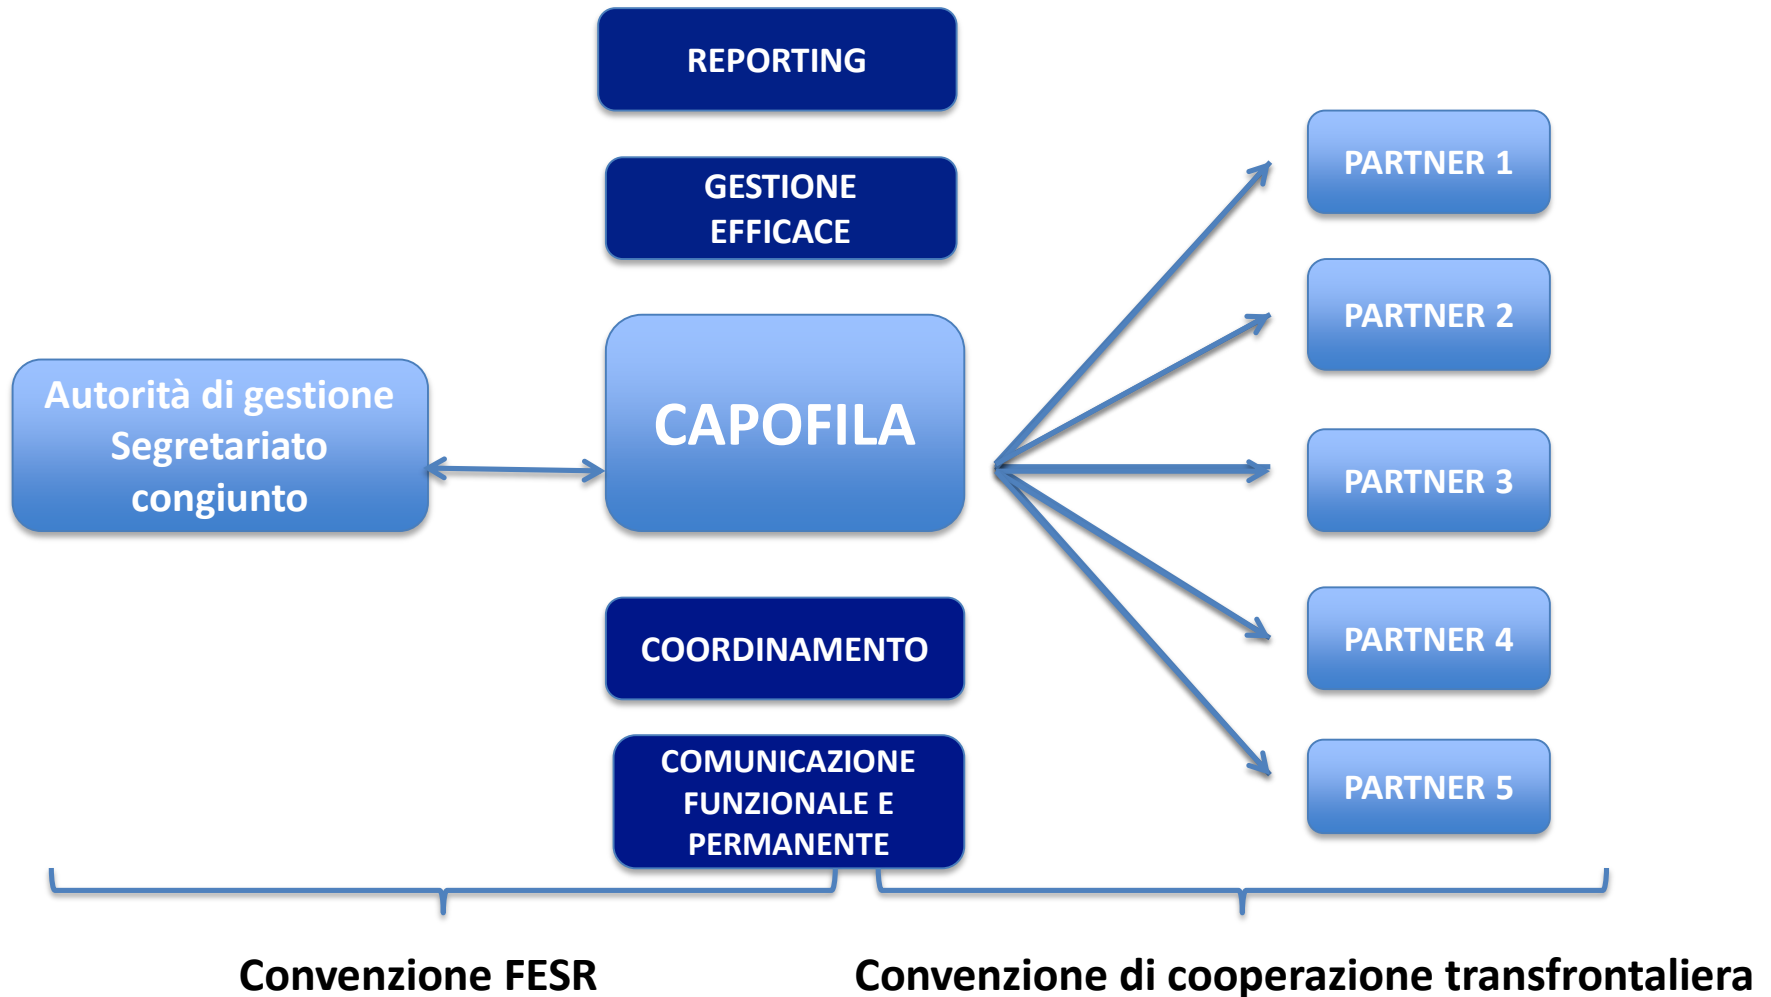 REPORTING
GESTIONE
EFFICACE
Autorità di gestione
Segretariato
congiunto
CAPOFILA
COORDINAMENTO
COMUNICAZIONE
FUNZIONALE E
PERMANENTE
PARTNER 1
PARTNER 2
PARTNER 3
PARTNER 4
PARTNER 5
Convenzione FESR
Convenzione di cooperazione transfrontaliera